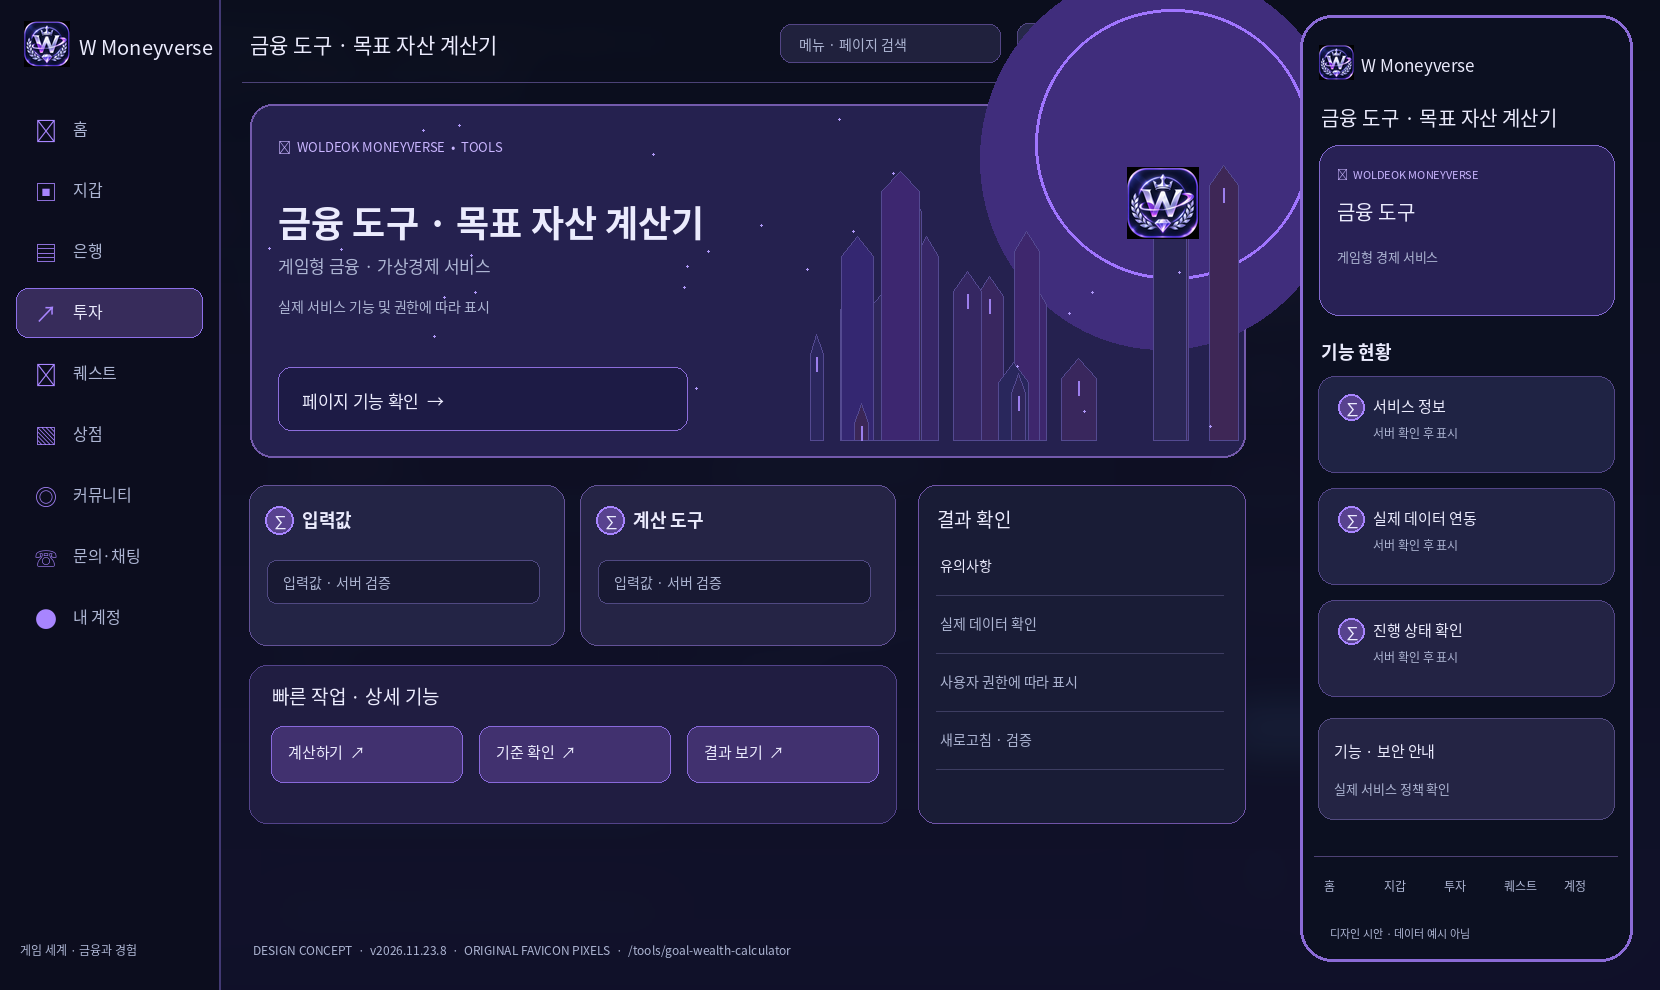 W Moneyverse
홈
지갑
은행
투자
퀘스트
상점
커뮤니티
문의·채팅
내 계정
게임 세계 · 금융과 경험
금융 도구 · 목표 자산 계산기
메뉴 · 페이지 검색
WOLDEOK MONEYVERSE • TOOLS
금융 도구 · 목표 자산 계산기
게임형 금융 · 가상경제 서비스
실제 서비스 기능 및 권한에 따라 표시
페이지 기능 확인 →
W
∑ 입력값
입력값 · 서버 검증
∑ 계산 도구
입력값 · 서버 검증
빠른 작업 · 상세 기능
계산하기 ↗
기준 확인 ↗
결과 보기 ↗
결과 확인
유의사항
실제 데이터 확인
사용자 권한에 따라 표시
새로고침 · 검증
DESIGN CONCEPT · v2026.11.23.8 · ORIGINAL FAVICON PIXELS · /tools/goal-wealth-calculator
W Moneyverse
금융 도구 · 목표 자산 계산기
WOLDEOK MONEYVERSE
금융 도구
게임형 경제 서비스
기능 현황
∑ 서비스 정보
서버 확인 후 표시
∑ 실제 데이터 연동
서버 확인 후 표시
∑ 진행 상태 확인
서버 확인 후 표시
기능 · 보안 안내
실제 서비스 정책 확인
홈 지갑 투자 퀘스트 계정
디자인 시안 · 데이터 예시 아님